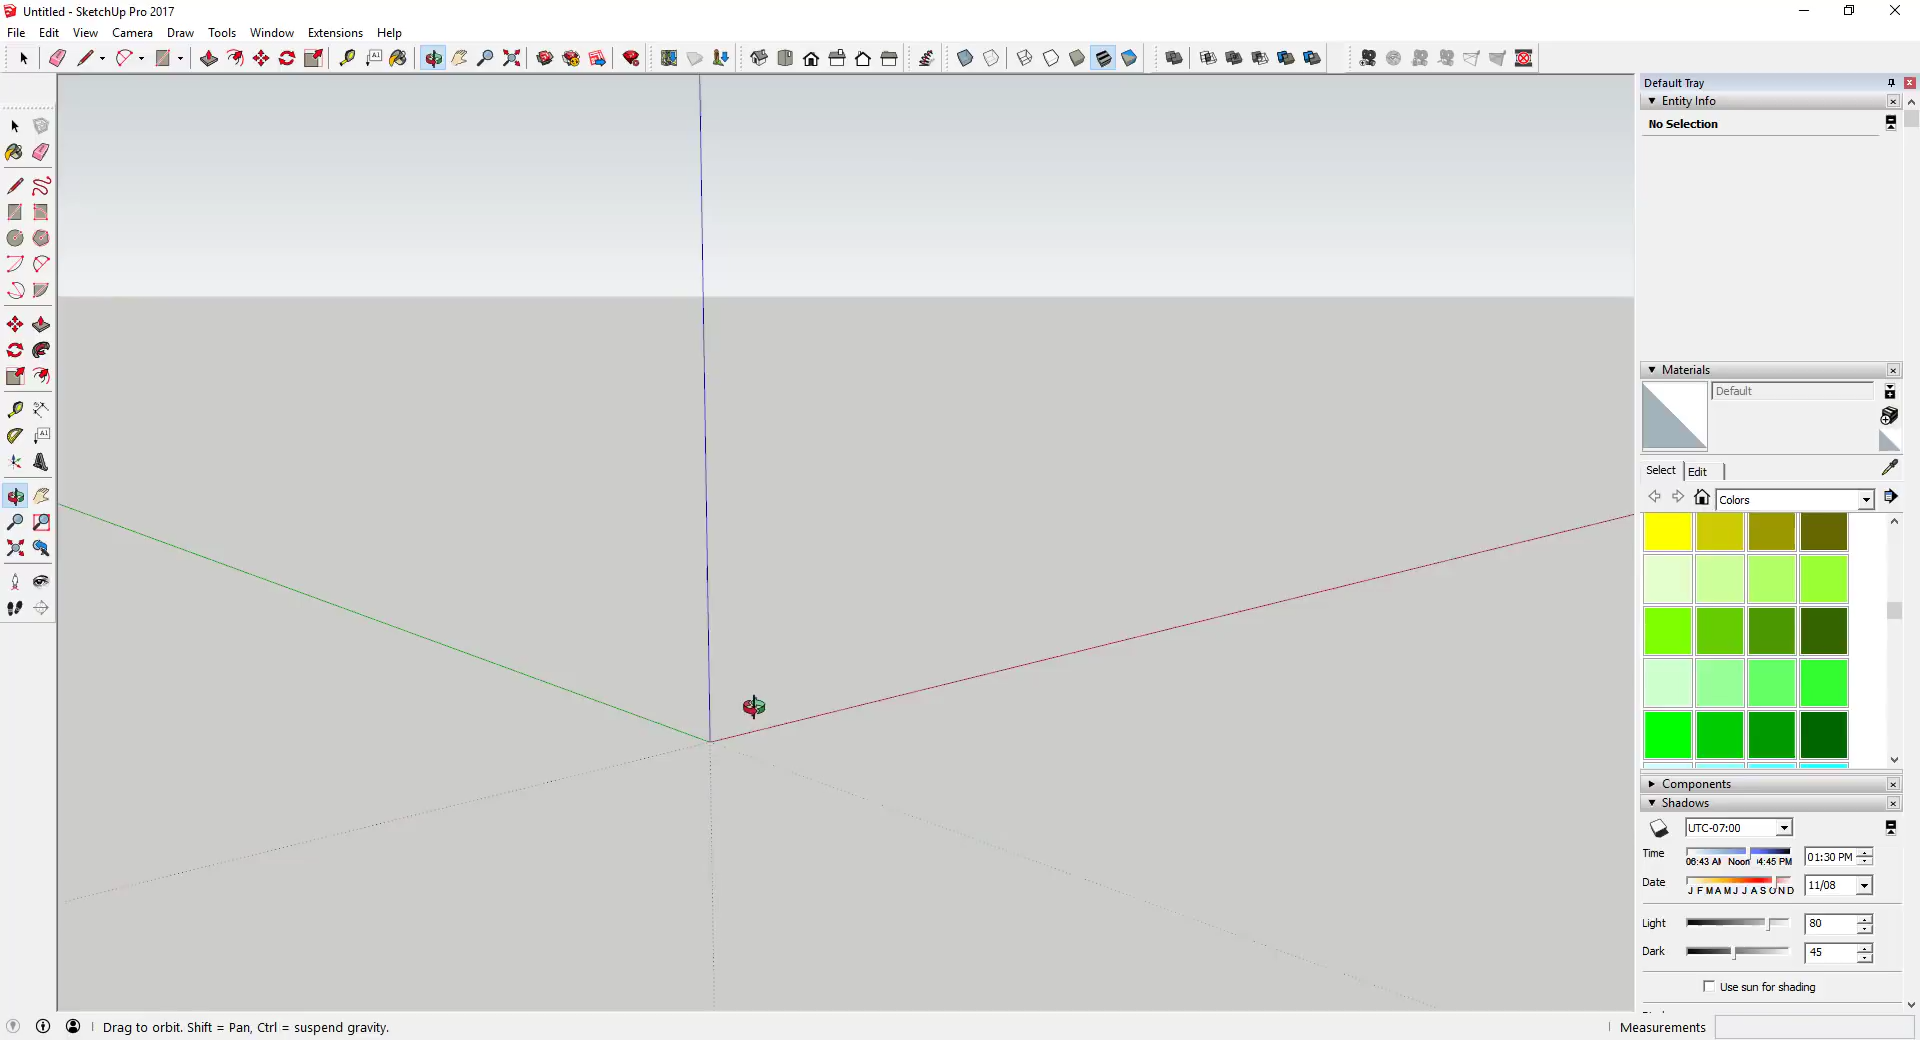 Untitled - SketchUp Pro 2017
File Edit View Camera Draw Tools Window Extensions Help
Default Tray
Entity Info
No Selection
Materials
Default
Select Edit
Colors
Components
Shadows
UTC-07:00
Time 06:43 AM Noon 04:45 PM 01:30 PM
Date J F M A M J J A S O N D 11/08
Light 80
Dark 45
Use sun for shading
Drag to orbit. Shift = Pan, Ctrl = suspend gravity.
Measurements